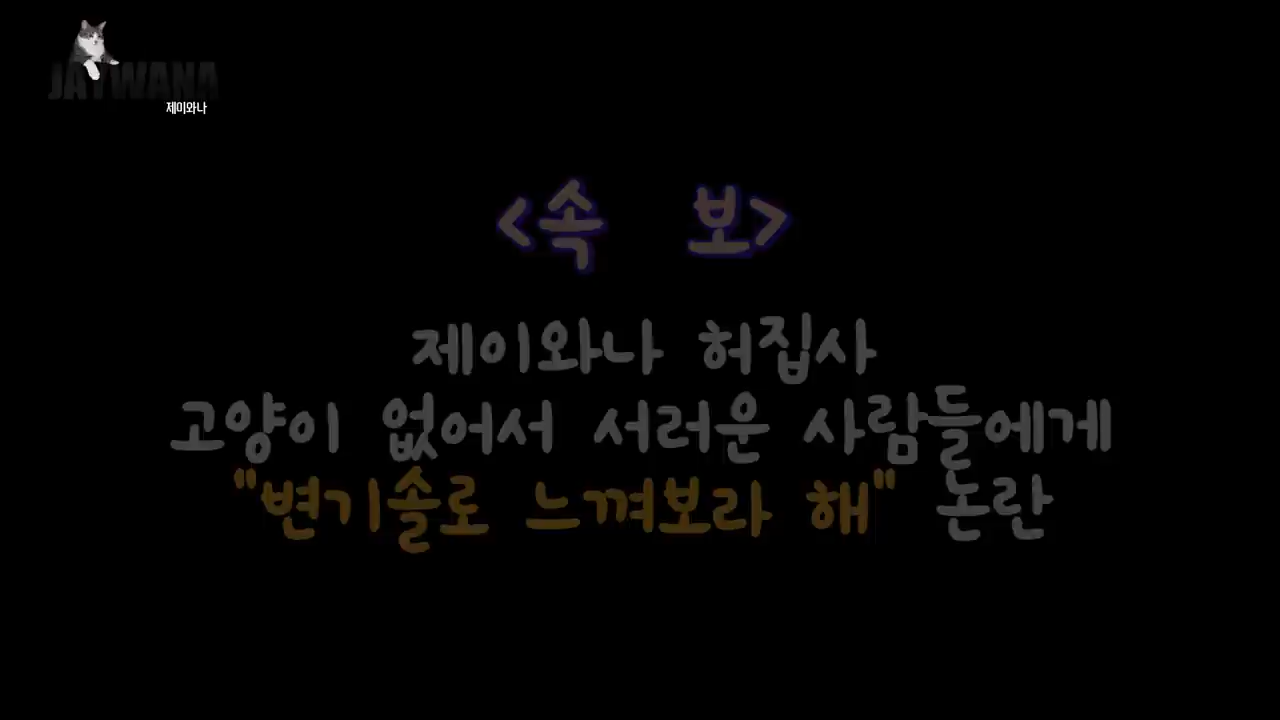 JAYWANA
제이와나
<속 보>
제이와나 허집사
고양이 없어서 서러운 사람들에게
"변기솔로 느껴보라 해" 논란